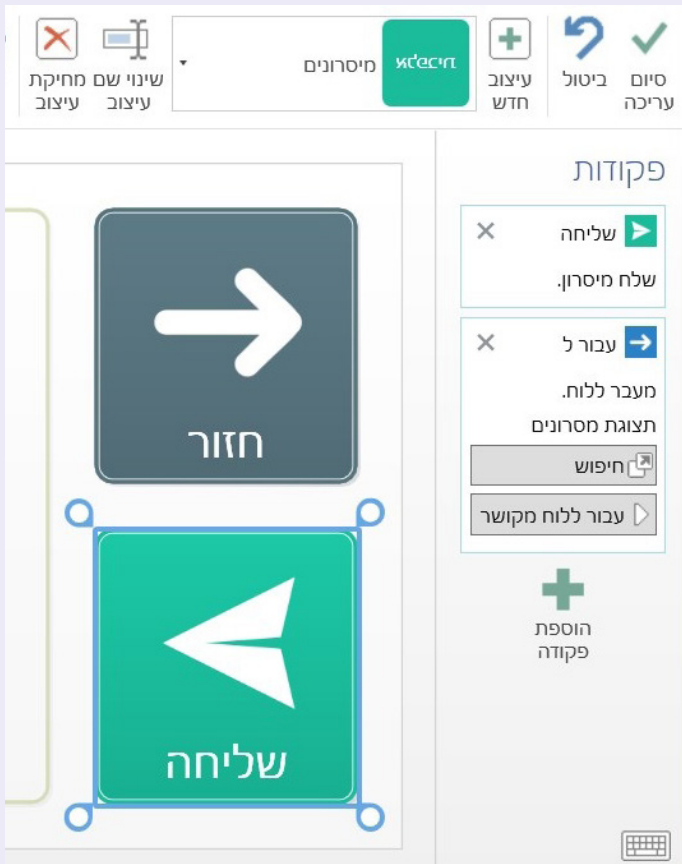 סיום
עריכה
ביטול
עיצוב
חדש
מיסרונים
שינוי שם
עיצוב
מחיקת
עיצוב
פקודות
שליחה
שלח מיסרון.
עבור ל
מעבר ללוח.
תצוגת מסרונים
חיפוש
עבור ללוח מקושר
הוספת
פקודה
חזור
שליחה